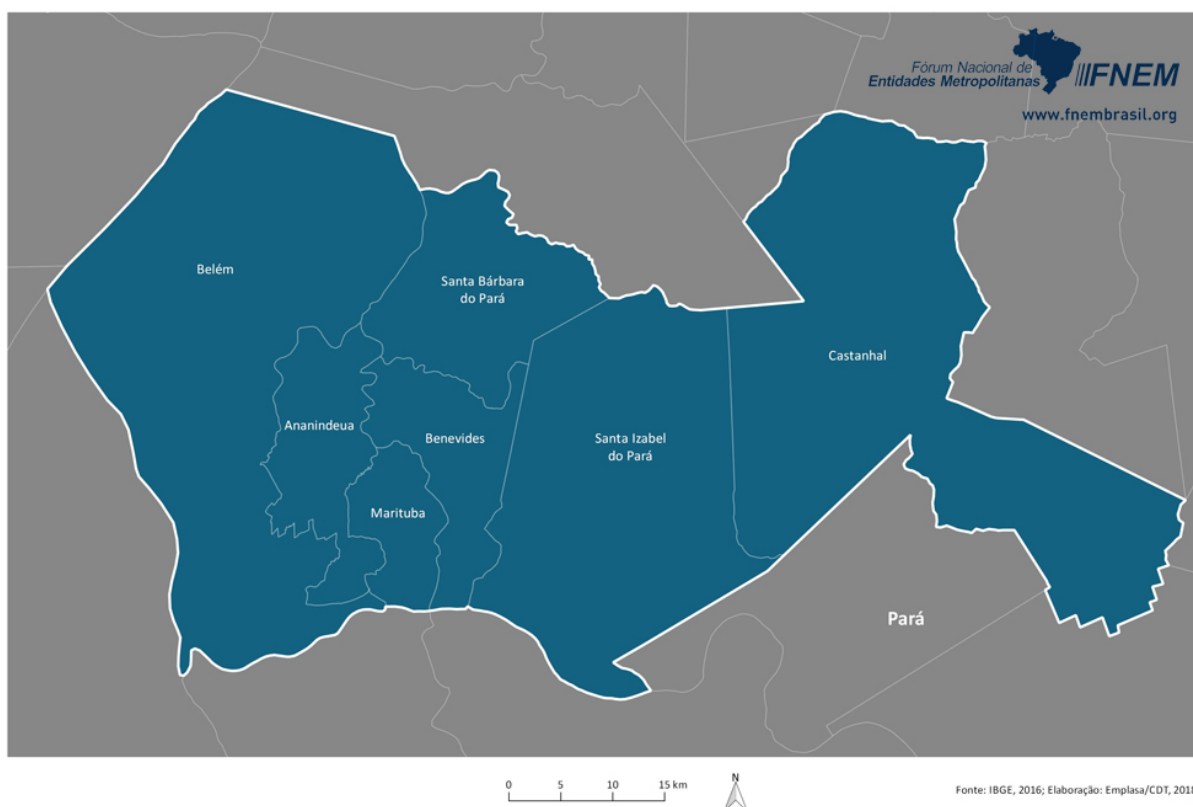 Fórum Nacional de
Entidades Metropolitanas
FNEM
www.fnembrasil.org
Belém
Santa Bárbara
do Pará
Castanhal
Ananindeua
Benevides
Santa Izabel
do Pará
Marituba
Pará
0 5 10 15 km
N
Fonte: IBGE, 2016; Elaboração: Emplasa/CDT, 2018